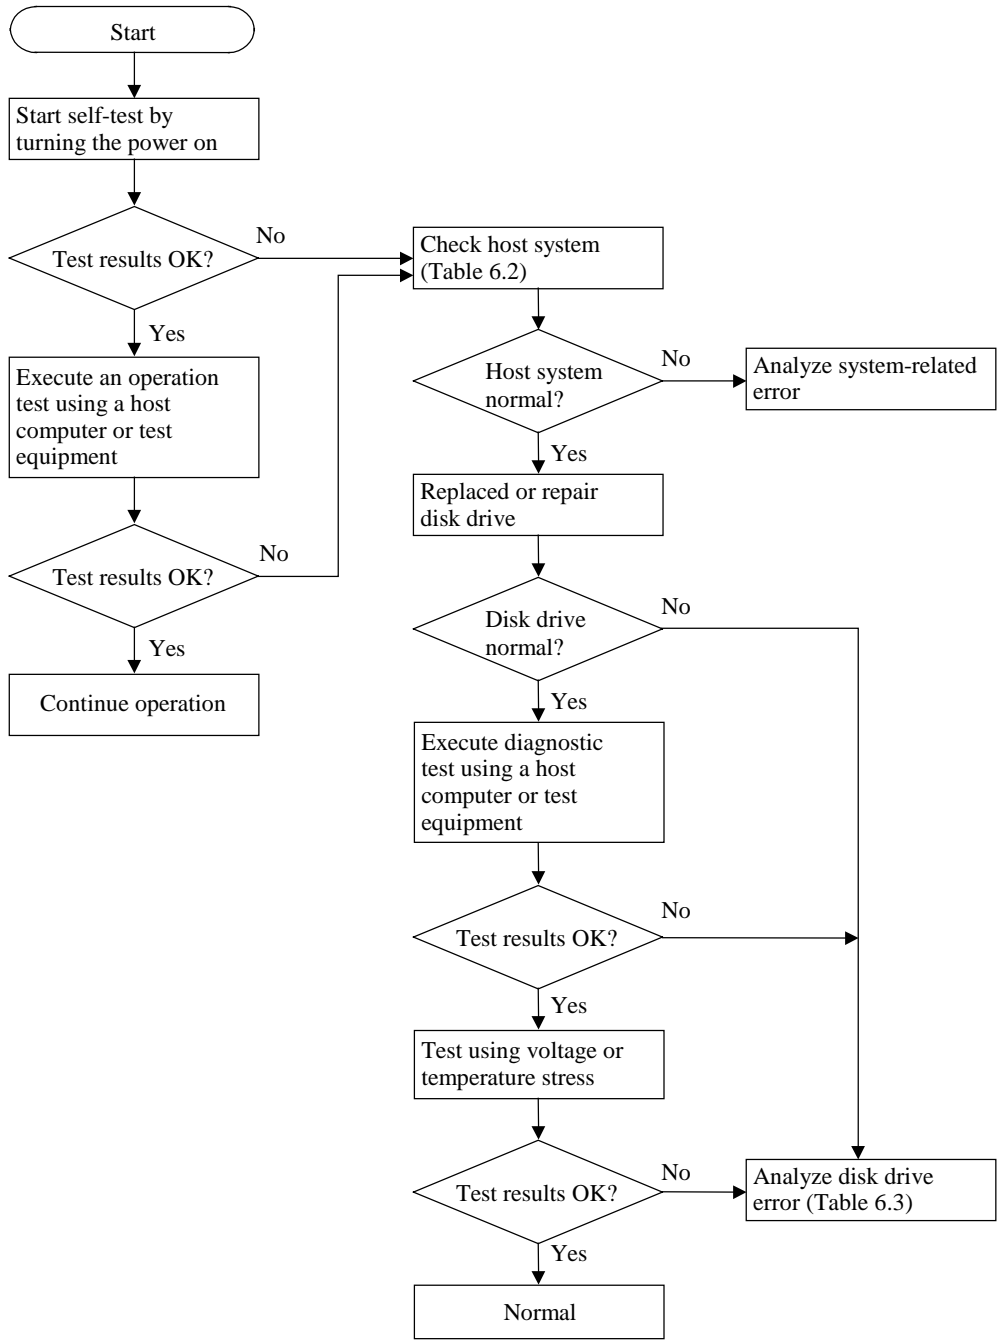 Start
Start self-test by
turning the power on
Test results OK?
No
Yes
Execute an operation
test using a host
computer or test
equipment
Test results OK?
No
Yes
Continue operation
Check host system
(Table 6.2)
Host system
normal?
No
Analyze system-related
error
Yes
Replaced or repair
disk drive
Disk drive
normal?
No
Yes
Execute diagnostic
test using a host
computer or test
equipment
Test results OK?
No
Yes
Test using voltage or
temperature stress
Test results OK?
No
Analyze disk drive
error (Table 6.3)
Yes
Normal